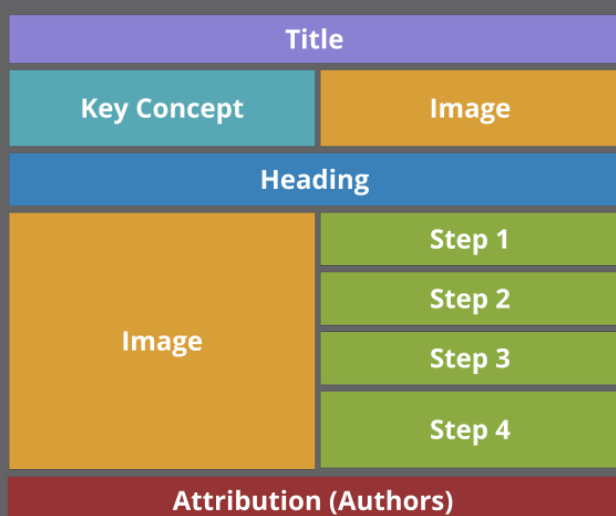 Title
Key Concept
Image
Heading
Image
Step 1
Step 2
Step 3
Step 4
Attribution (Authors)